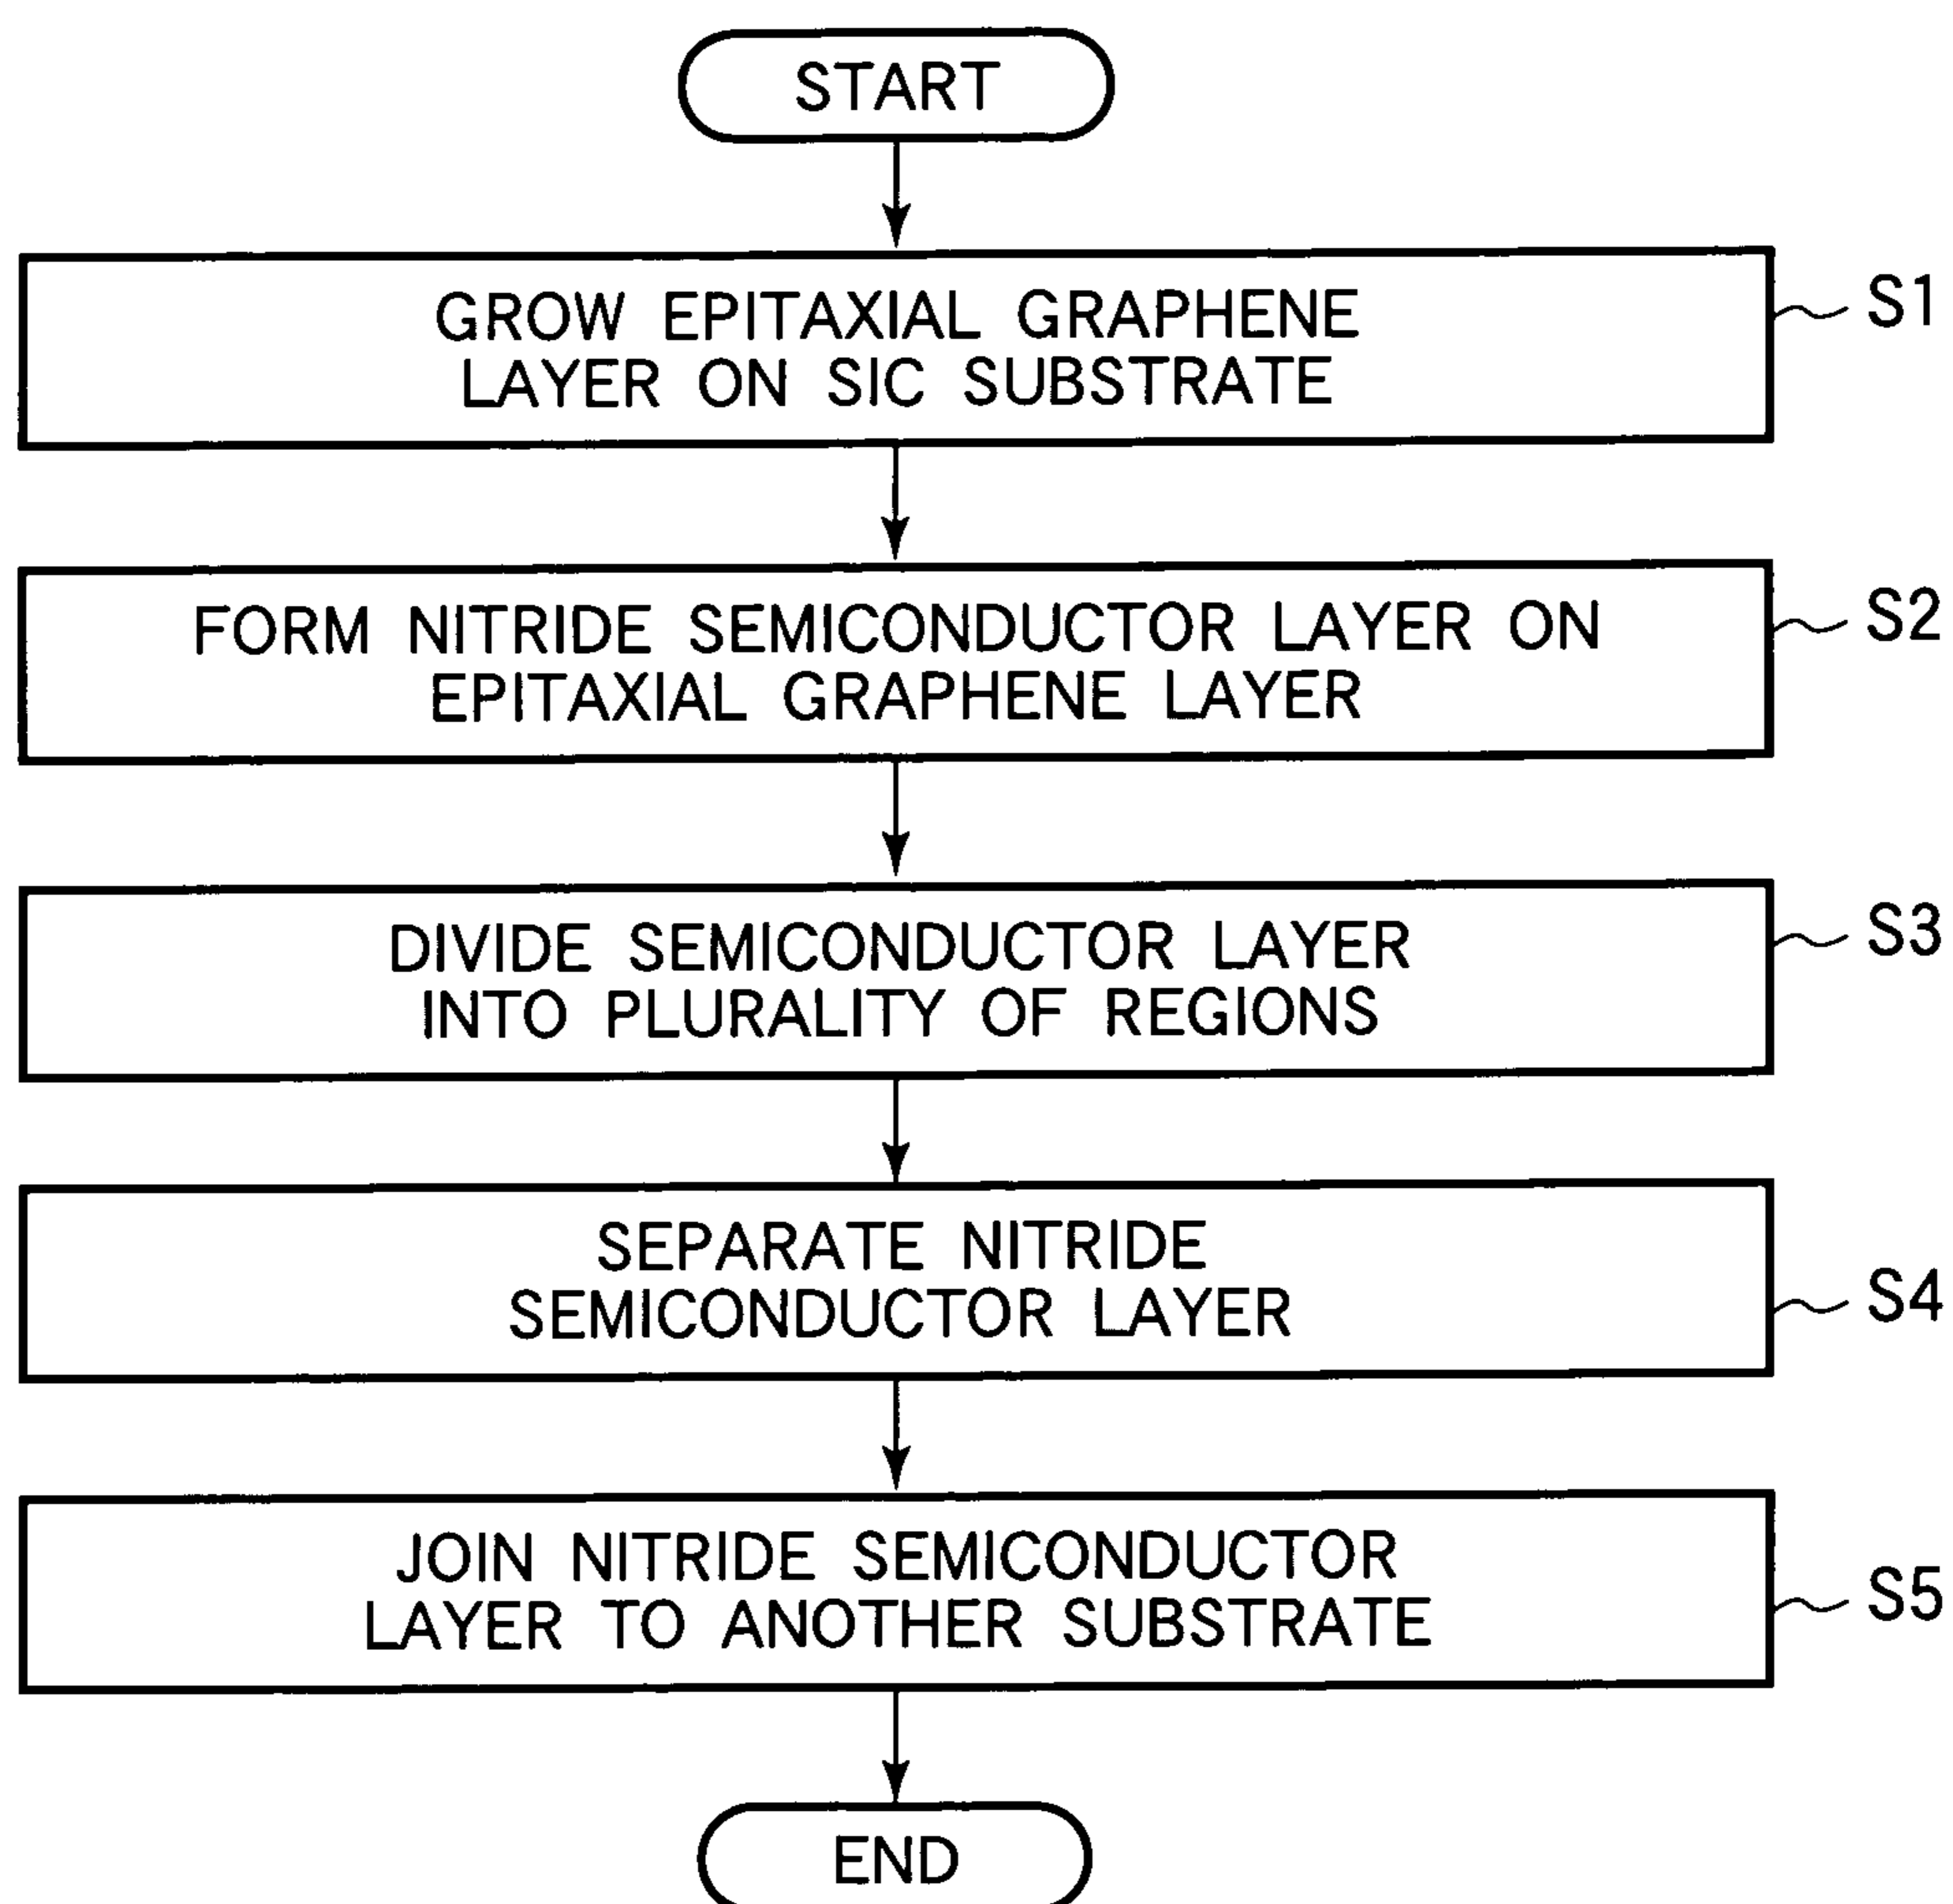 START
GROW EPITAXIAL GRAPHENE
LAYER ON SIC SUBSTRATE
S1
FORM NITRIDE SEMICONDUCTOR LAYER ON
EPITAXIAL GRAPHENE LAYER
S2
DIVIDE SEMICONDUCTOR LAYER
INTO PLURALITY OF REGIONS
S3
SEPARATE NITRIDE
SEMICONDUCTOR LAYER
S4
JOIN NITRIDE SEMICONDUCTOR
LAYER TO ANOTHER SUBSTRATE
S5
END